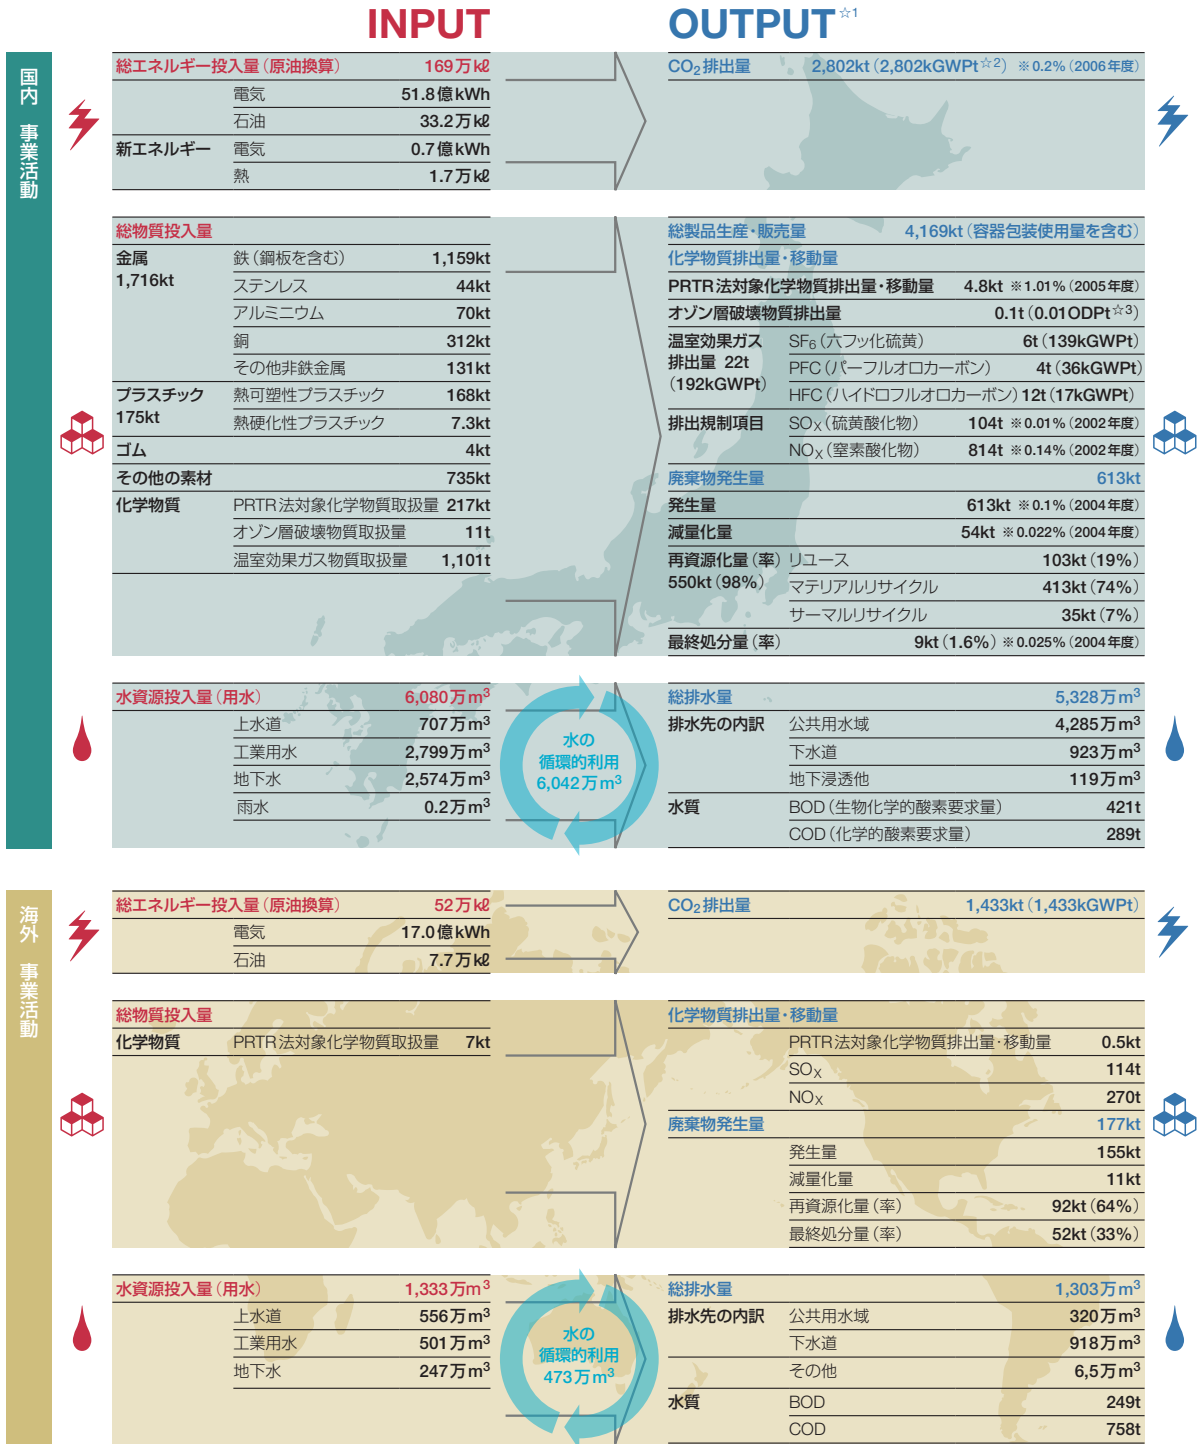 INPUT
OUTPUT☆1
国内 事業活動
総エネルギー投入量(原油換算) 169万kℓ
電気 51.8億kWh
石油 33.2万kℓ
新エネルギー 電気 0.7億kWh
熱 1.7万kℓ
CO2排出量 2,802kt(2,802kGWPt☆2) ※0.2%(2006年度)
総物質投入量
金属 鉄(鋼板を含む) 1,159kt
1,716kt
ステンレス 44kt
アルミニウム 70kt
銅 312kt
その他非鉄金属 131kt
プラスチック 熱可塑性プラスチック 168kt
175kt
熱硬化性プラスチック 7.3kt
ゴム 4kt
その他の素材 735kt
化学物質 PRTR法対象化学物質取扱量 217kt
オゾン層破壊物質取扱量 11t
温室効果ガス物質取扱量 1,101t
総製品生産・販売量 4,169kt(容器包装使用量を含む)
化学物質排出量・移動量
PRTR法対象化学物質排出量・移動量 4.8kt ※1.01%(2005年度)
オゾン層破壊物質排出量 0.1t(0.01ODPt☆3)
温室効果ガス SF6(六フッ化硫黄) 6t(139kGWPt)
排出量 22t PFC(パーフルオロカーボン) 4t(36kGWPt)
(192kGWPt) HFC(ハイドロフルオロカーボン)12t(17kGWPt)
排出規制項目 SOX(硫黄酸化物) 104t ※0.01%(2002年度)
NOX(窒素酸化物) 814t ※0.14%(2002年度)
廃棄物発生量 613kt
発生量 613kt ※0.1%(2004年度)
減量化量 54kt ※0.022%(2004年度)
再資源化量(率) リユース 103kt(19%)
550kt(98%) マテリアルリサイクル 413kt(74%)
サーマルリサイクル 35kt(7%)
最終処分量(率) 9kt(1.6%) ※0.025%(2004年度)
水資源投入量(用水) 6,080万m3
上水道 707万m3
工業用水 2,799万m3
地下水 2,574万m3
雨水 0.2万m3
水の
循環的利用
6,042万m3
総排水量 5,328万m3
排水先の内訳 公共用水域 4,285万m3
下水道 923万m3
地下浸透他 119万m3
水質 BOD(生物化学的酸素要求量) 421t
COD(化学的酸素要求量) 289t
海外 事業活動
総エネルギー投入量(原油換算) 52万kℓ
電気 17.0億kWh
石油 7.7万kℓ
CO2排出量 1,433kt(1,433kGWPt)
総物質投入量
化学物質 PRTR法対象化学物質取扱量 7kt
化学物質排出量・移動量
PRTR法対象化学物質排出量・移動量 0.5kt
SOX 114t
NOX 270t
廃棄物発生量 177kt
発生量 155kt
減量化量 11kt
再資源化量(率) 92kt(64%)
最終処分量(率) 52kt(33%)
水資源投入量(用水) 1,333万m3
上水道 556万m3
工業用水 501万m3
地下水 247万m3
水の
循環的利用
473万m3
総排水量 1,303万m3
排水先の内訳 公共用水域 320万m3
下水道 918万m3
その他 6,5万m3
水質 BOD 249t
COD 758t